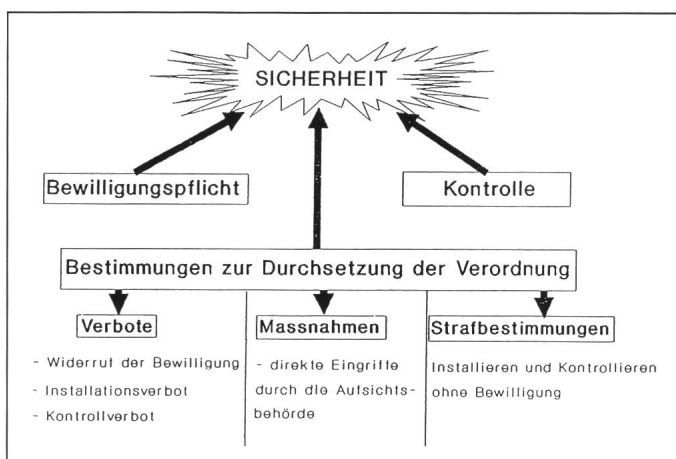 SICHERHEIT
Bewilligungspflicht
Kontrolle
Bestimmungen zur Durchsetzung der Verordnung
Verbote
- Widerruf der Bewilligung
- Installationsverbot
- Kontrollverbot
Massnahmen
- direkte Eingriffe
durch die Aufsichts-
behörde
Strafbestimmungen
Installieren und Kontrollieren
ohne Bewilligung